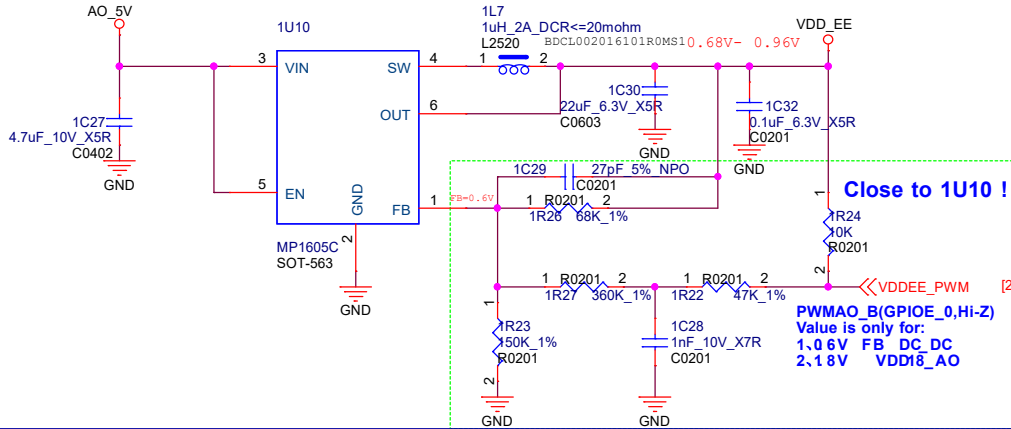 AO_5V
1U10
1L7
1uH_2A_DCR<=20mohm
L2520
BDCL002016101R0MS1
0.68V- 0.96V
VDD_EE
3
VIN
SW
4
1
2
OUT
6
1C27
4.7uF_10V_X5R
C0402
GND
1C30
22uF_6.3V_X5R
C0603
GND
1C32
0.1uF_6.3V_X5R
C0201
GND
5
EN
GND
2
FB
1
FB=0.6V
MP1605C
SOT-563
GND
1C29
27pF_5%_NPO
C0201
1
R0201
2
1R26
68K_1%
Close to 1U10 !
1
1R24
10K
R0201
2
1
R0201
2
1R27
360K_1%
1
R0201
2
1R22
47K_1%
VDDEE_PWM
[2
1
1R23
150K_1%
R0201
2
GND
1C28
1nF_10V_X7R
C0201
GND
PWMAO_B(GPIOE_0,Hi-Z)
Value is only for:
1、0 6V FB DC_DC
2、1 8V VDD18_AO